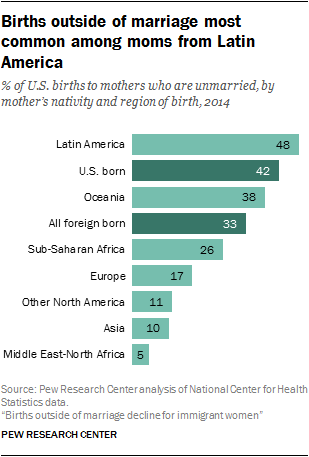 Births outside of marriage most
common among moms from Latin
America
% of U.S. births to mothers who are unmarried, by
mother's nativity and region of birth, 2014
Latin America 48
U.S. born 42
Oceania 38
All foreign born 33
Sub-Saharan Africa 26
Europe 17
Other North America 11
Asia 10
Middle East-North Africa 5
Source: Pew Research Center analysis of National Center for Health
Statistics data.
“Births outside of marriage decline for immigrant women”
PEW RESEARCH CENTER